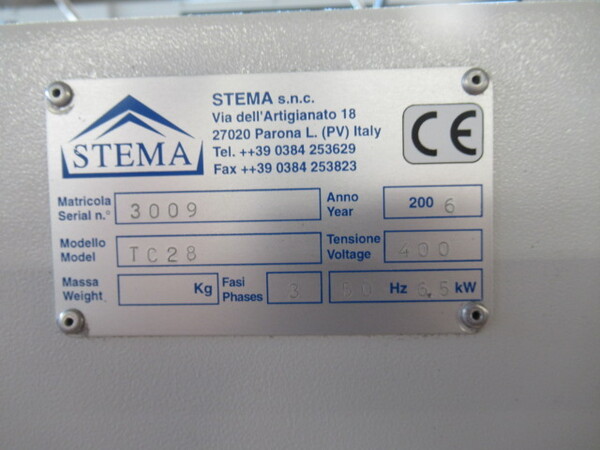 STEMA
STEMA s.n.c.
Via dell'Artigianato 18
27020 Parona L. (PV) Italy
Tel. ++39 0384 253629
Fax ++39 0384 253823
CE
Matricola
Serial n.° 3009
Anno
Year 2006
Modello
Model TC28
Tensione
Voltage 400
Massa
Weight Kg
Fasi
Phases 3 50 Hz 6,5 kW